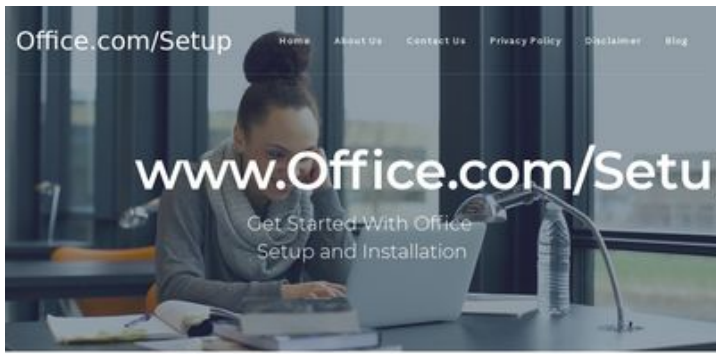 Office.com/Setup
Home About Us Contact Us Privacy Policy Disclaimer Blog
www.Office.com/Setu
Get Started With Office
Setup and Installation